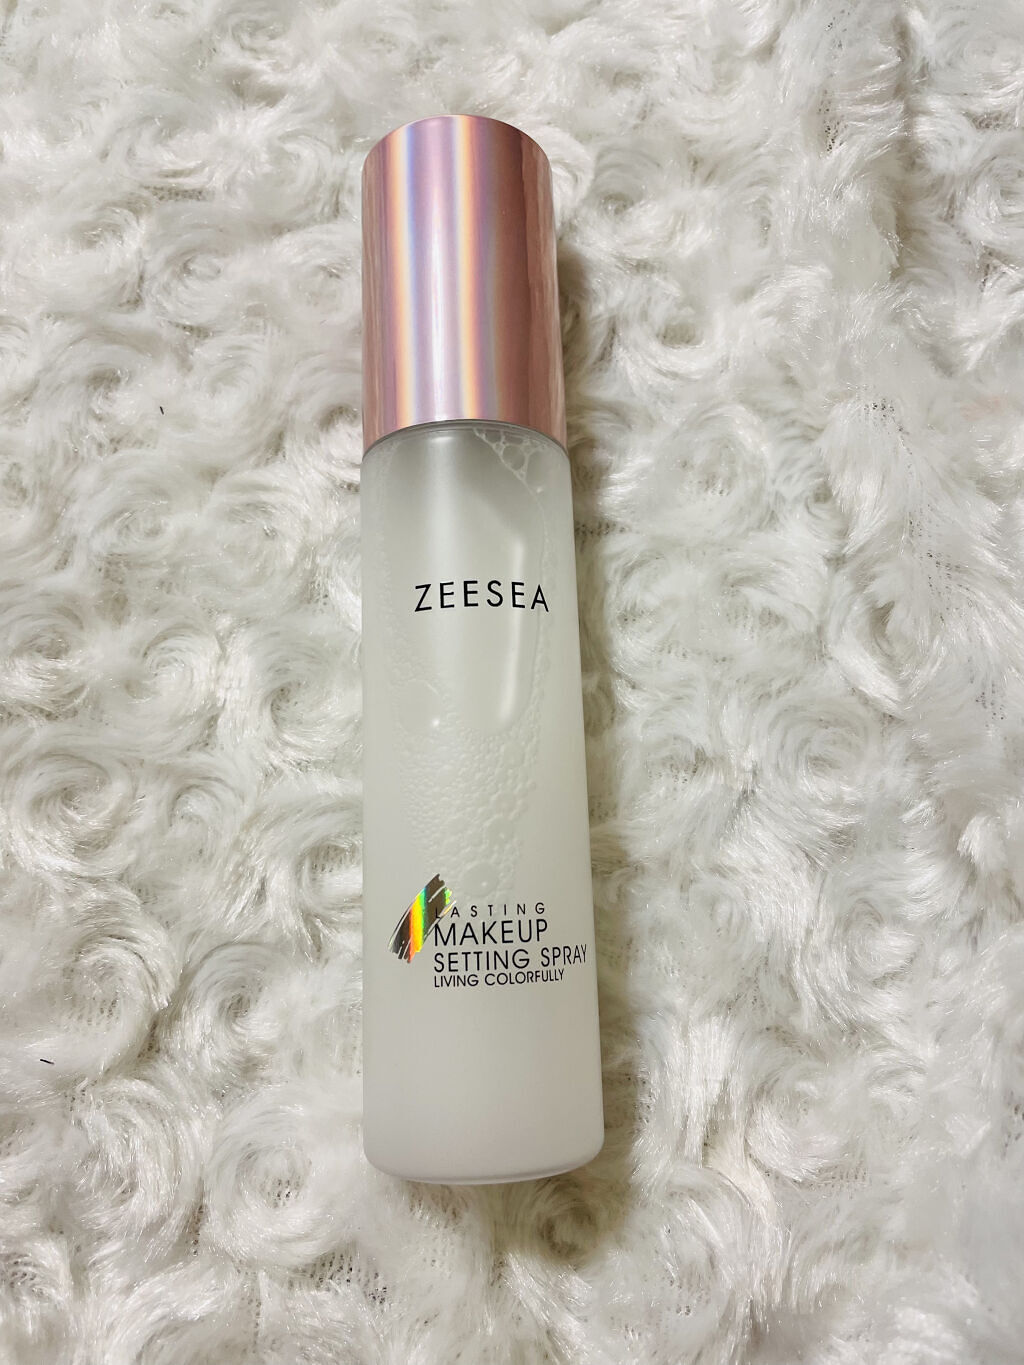 ZEESEA
LASTING
MAKEUP
SETTING SPRAY
LIVING COLORFULLY